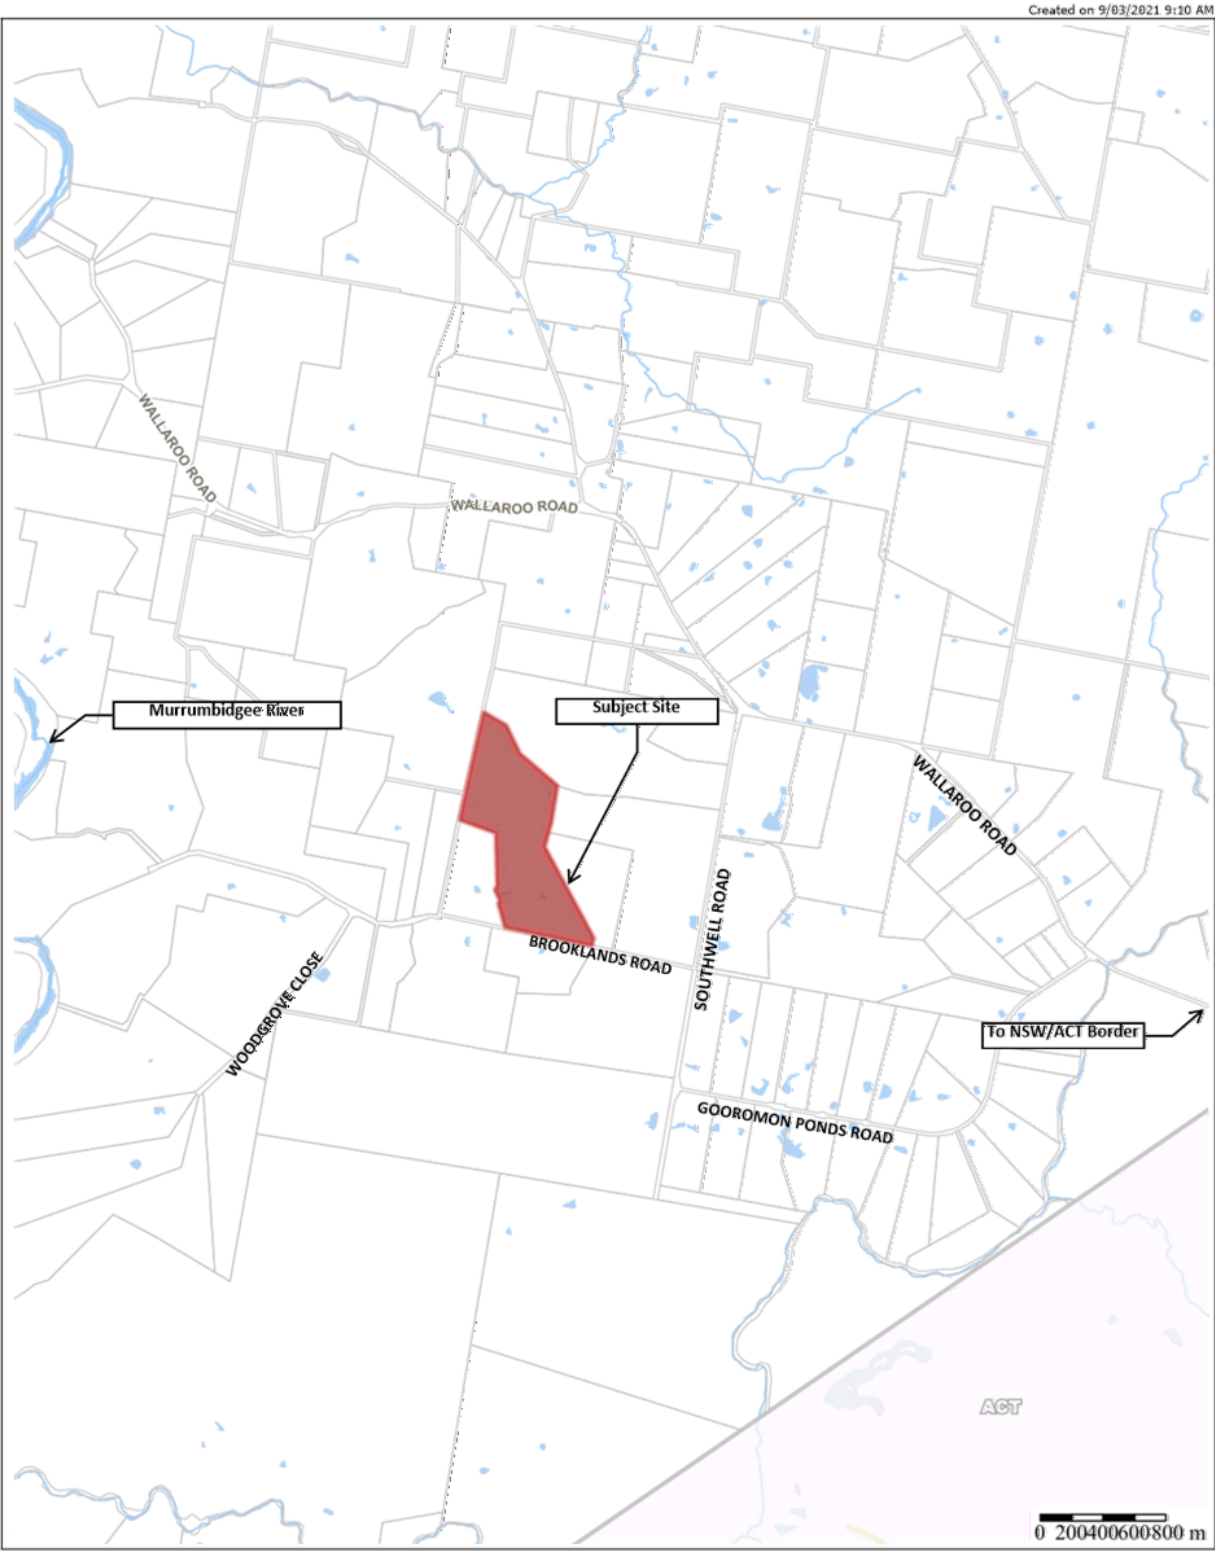 Created on 9/03/2021 9:10 AM
WALLAROO ROAD
WALLAROO ROAD
Murrumbidgee River
Subject Site
WALLAROO ROAD
SOUTHWELL ROAD
BROOKLANDS ROAD
WOODGROVE CLOSE
To NSW/ACT Border
GOOROMON PONDS ROAD
ACT
0 200400600800 m